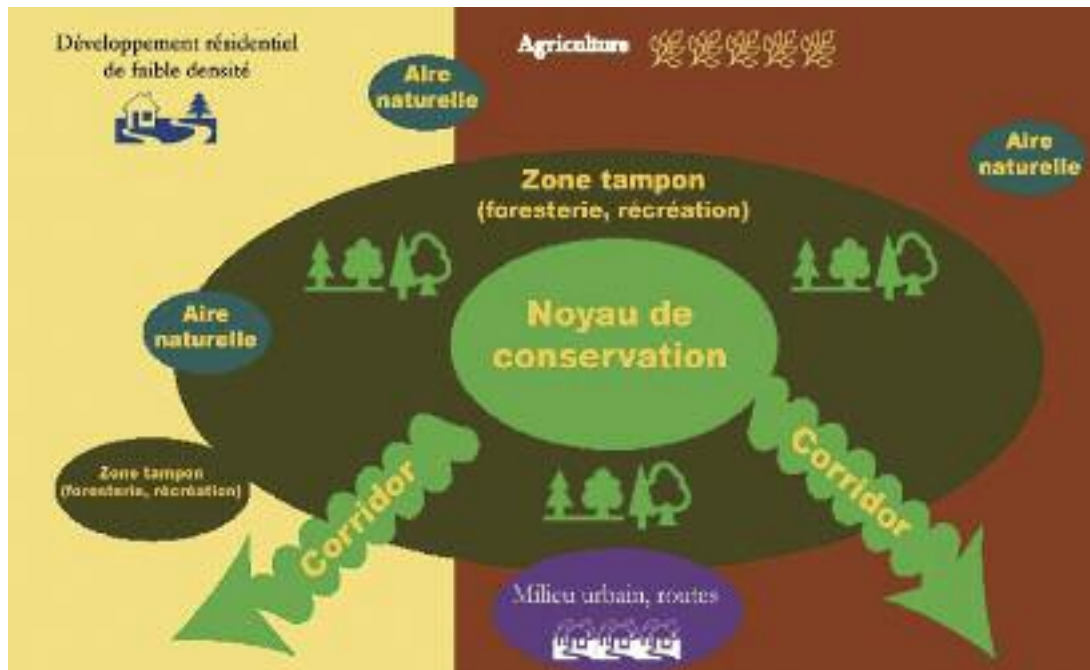 Développement résidentiel
de faible densité
Agriculture
Aire
naturelle
Aire
naturelle
Zone tampon
(foresterie, récréation)
Noyau de
conservation
Aire
naturelle
Zone tampon
(foresterie, récréation)
Corridor
Corridor
Milieu urbain, routes